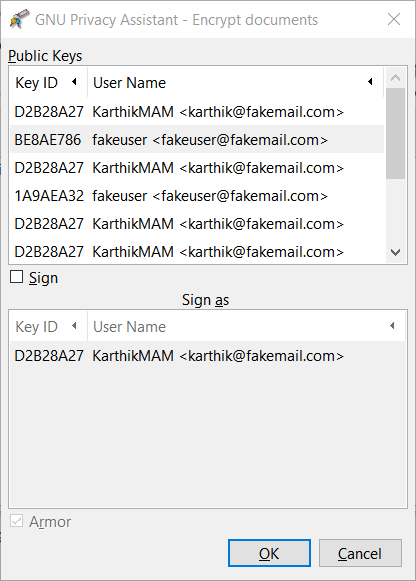 GNU Privacy Assistant - Encrypt documents
Public Keys
Key ID User Name
D2B28A27 KarthikMAM <karthik@fakemail.com>
BE8AE786 fakeuser <fakeuser@fakemail.com>
D2B28A27 KarthikMAM <karthik@fakemail.com>
1A9AEA32 fakeuser <fakeuser@fakemail.com>
D2B28A27 KarthikMAM <karthik@fakemail.com>
D2B28A27 KarthikMAM <karthik@fakemail.com>
Sign
Sign as
Key ID User Name
D2B28A27 KarthikMAM <karthik@fakemail.com>
Armor
OK Cancel